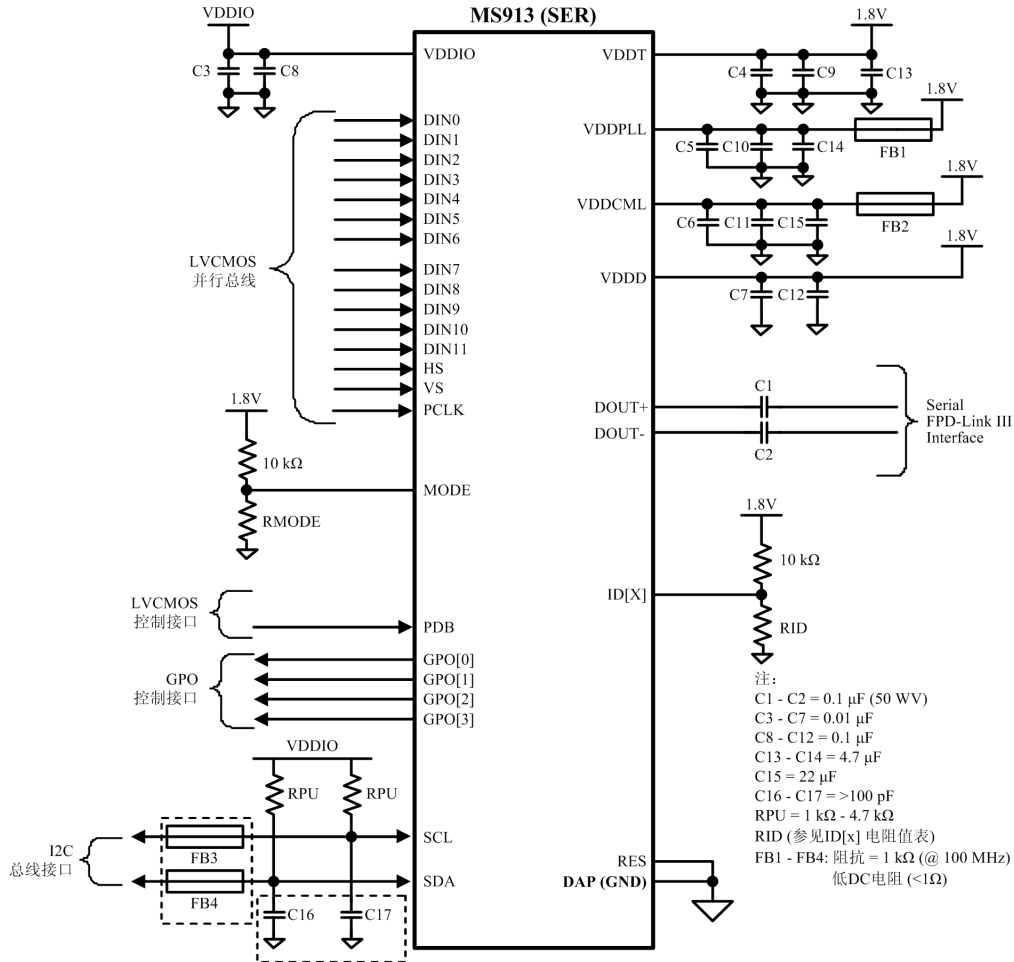 MS913 (SER)
VDDIO
C3
C8
VDDIO
LVCMOS
并行总线
DIN0
DIN1
DIN2
DIN3
DIN4
DIN5
DIN6
DIN7
DIN8
DIN9
DIN10
DIN11
HS
VS
PCLK
1.8V
10 kΩ
MODE
RMODE
LVCMOS
控制接口
PDB
GPO
控制接口
GPO[0]
GPO[1]
GPO[2]
GPO[3]
VDDIO
RPU
RPU
I2C
总线接口
FB3
SCL
FB4
SDA
C16
C17
1.8V
VDDT
C4
C9
C13
1.8V
VDDPLL
C5
C10
C14
FB1
1.8V
VDDCML
C6
C11
C15
FB2
1.8V
VDDD
C7
C12
C1
DOUT+
DOUT-
C2
Serial
FPD-Link III
Interface
1.8V
10 kΩ
ID[X]
RID
注:
C1 - C2 = 0.1 μF (50 WV)
C3 - C7 = 0.01 μF
C8 - C12 = 0.1 μF
C13 - C14 = 4.7 μF
C15 = 22 μF
C16 - C17 = >100 pF
RPU = 1 kΩ - 4.7 kΩ
RID (参见ID[x] 电阻值表)
FB1 - FB4: 阻抗 = 1 kΩ (@ 100 MHz)
低DC电阻 (<1Ω)
RES
DAP (GND)